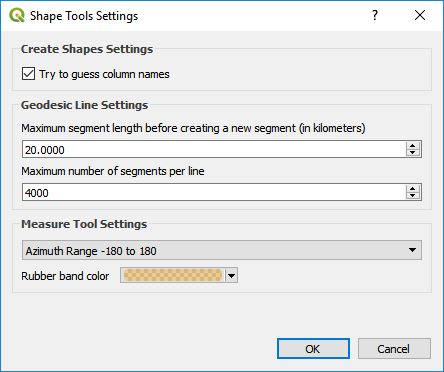 Shape Tools Settings
Create Shapes Settings
Try to guess column names
Geodesic Line Settings
Maximum segment length before creating a new segment (in kilometers)
20.0000
Maximum number of segments per line
4000
Measure Tool Settings
Azimuth Range -180 to 180
Rubber band color
OK Cancel